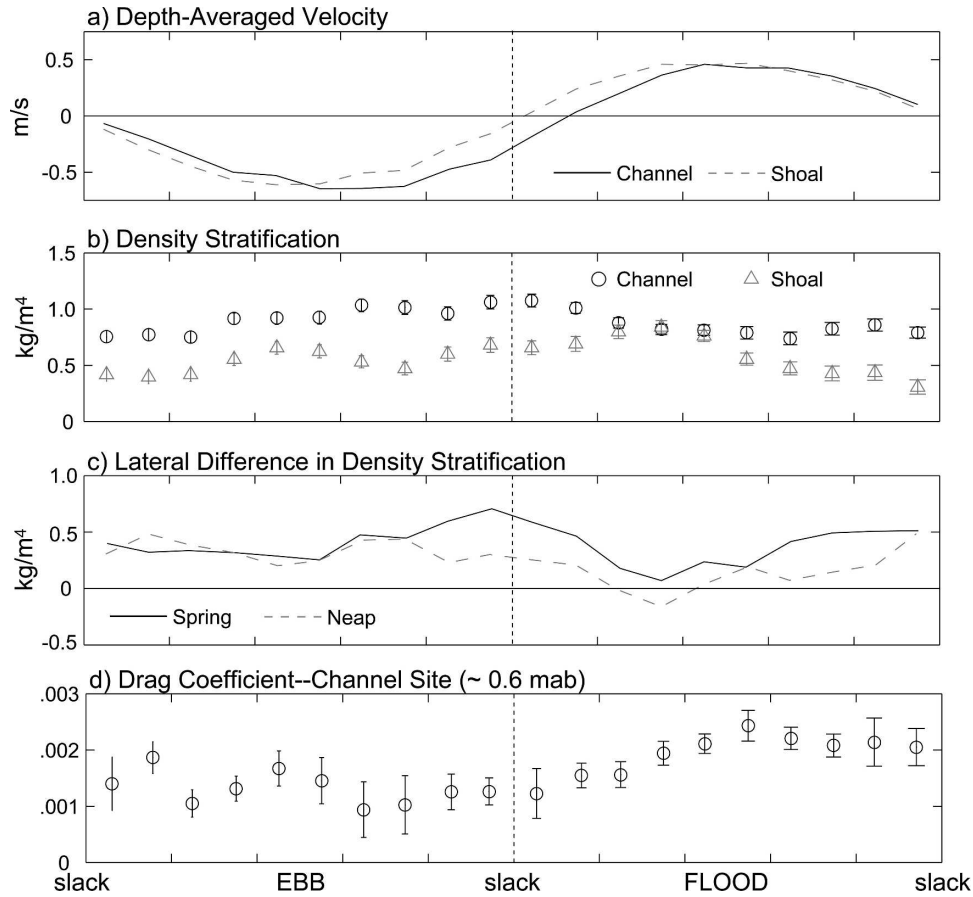 a) Depth-Averaged Velocity
0.5
0
-0.5
m/s
Channel
Shoal
b) Density Stratification
1.5
1.0
0.5
0
kg/m⁴
Channel
Shoal
c) Lateral Difference in Density Stratification
1.0
0.5
0
-0.5
kg/m⁴
Spring
Neap
d) Drag Coefficient--Channel Site (~ 0.6 mab)
.003
.002
.001
0
slack
EBB
slack
FLOOD
slack